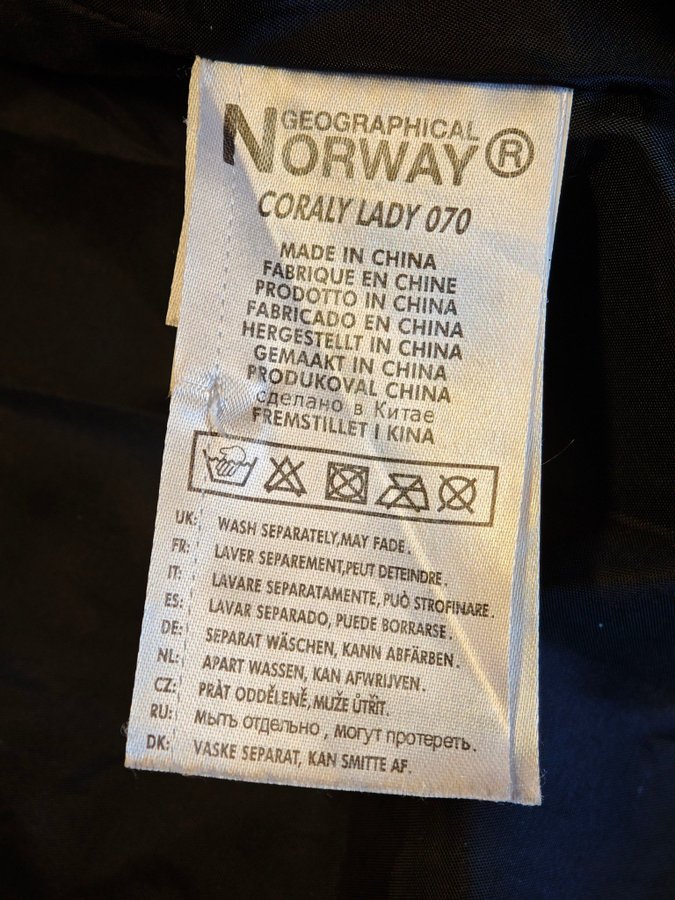 GEOGRAPHICAL
NORWAY®
CORALY LADY 070
MADE IN CHINA
FABRIQUE EN CHINE
PRODOTTO IN CHINA
FABRICADO EN CHINA
HERGESTELLT IN CHINA
GEMAAKT IN CHINA
PRODUKOVAL CHINA
сделано в Китае
FREMSTILLET I KINA
UK: WASH SEPARATELY,MAY FADE.
FR: LAVER SEPAREMENT,PEUT DETEINDRE.
IT: LAVARE SEPARATAMENTE, PUÒ STROFINARE.
ES: LAVAR SEPARADO, PUEDE BORRARSE.
DE: SEPARAT WÄSCHEN, KANN ABFÄRBEN.
NL: APART WASSEN, KAN AFWRIJVEN.
CZ: PRÁT ODDĚLENĚ,MUŽE ŮTŘÍT.
RU: мыть отдельно, могут протереть.
DK: VASKE SEPARAT, KAN SMITTE AF.